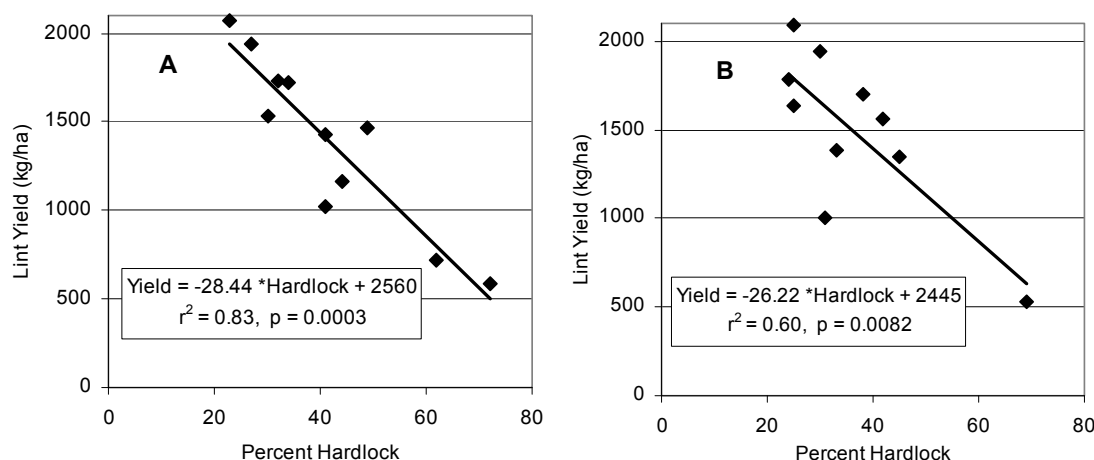 2000
1500
1000
500
0
Lint Yield (kg/ha)
A
Yield = -28.44 *Hardlock + 2560
r² = 0.83, p = 0.0003
0 20 40 60 80
Percent Hardlock
2000
1500
1000
500
0
Lint Yield (kg/ha)
B
Yield = -26.22 *Hardlock + 2445
r² = 0.60, p = 0.0082
0 20 40 60 80
Percent Hardlock